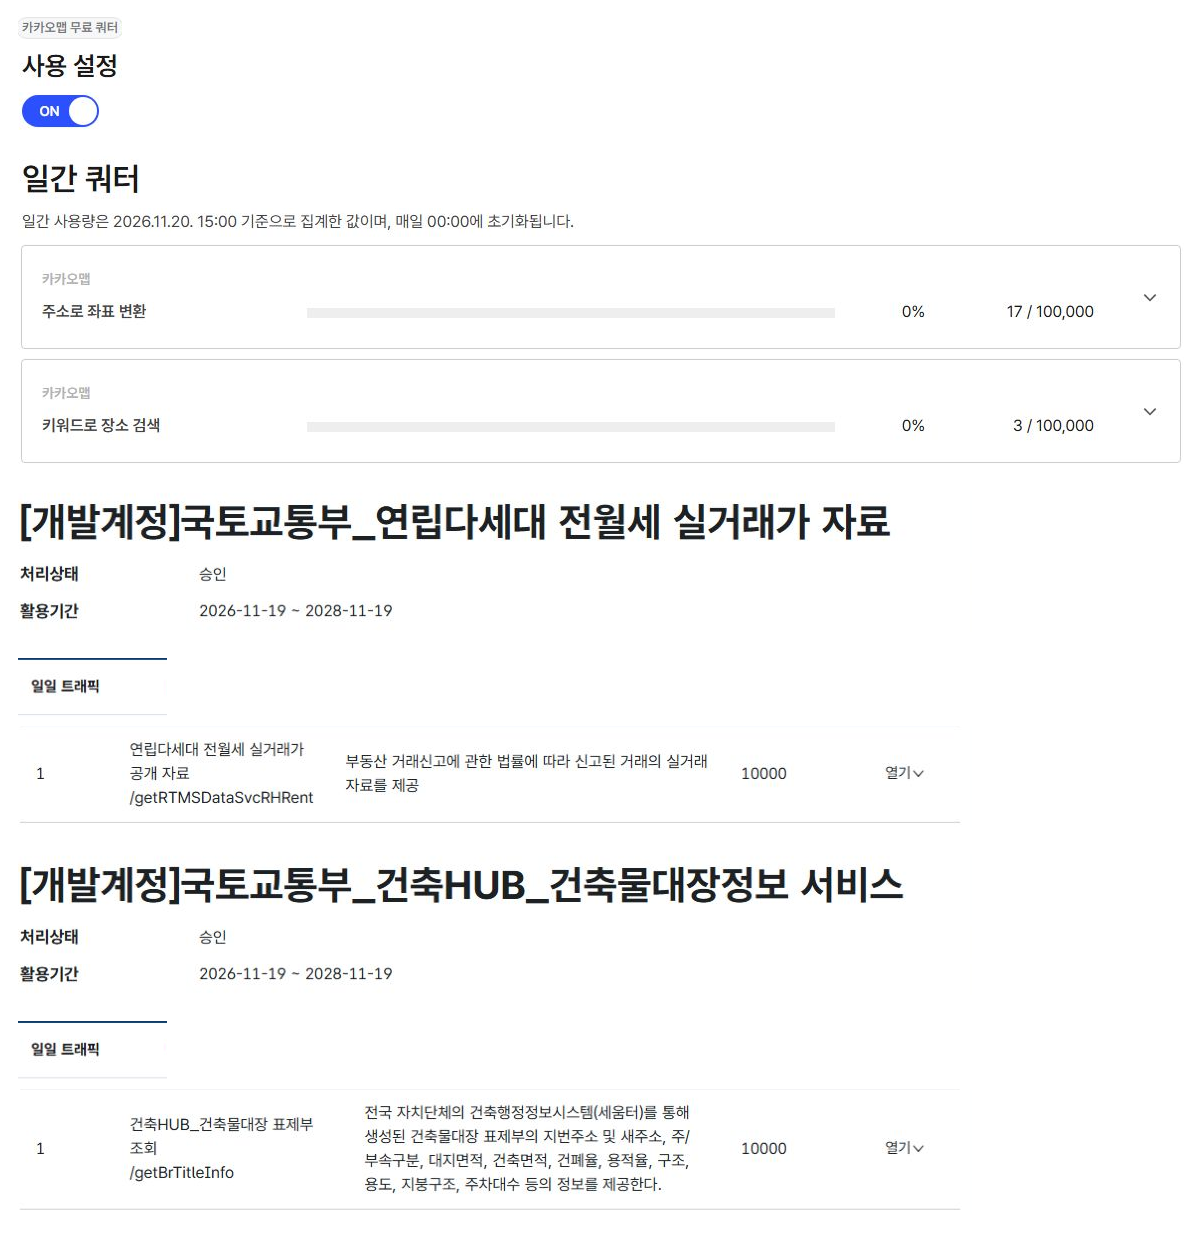 카카오맵 무료 쿼터
사용 설정
ON
일간 쿼터
일간 사용량은 2026.11.20. 15:00 기준으로 집계한 값이며, 매일 00:00에 초기화됩니다.
카카오맵
주소로 좌표 변환 0% 17 / 100,000
카카오맵
키워드로 장소 검색 0% 3 / 100,000
[개발계정]국토교통부_연립다세대 전월세 실거래가 자료
처리상태 승인
활용기간 2026-11-19 ~ 2028-11-19
일일 트래픽
1
연립다세대 전월세 실거래가
공개 자료
/getRTMSDataSvcRHRent
부동산 거래신고에 관한 법률에 따라 신고된 거래의 실거래
자료를 제공
10000
열기
[개발계정]국토교통부_건축HUB_건축물대장정보 서비스
처리상태 승인
활용기간 2026-11-19 ~ 2028-11-19
일일 트래픽
1
건축HUB_건축물대장 표제부
조회
/getBrTitleInfo
전국 자치단체의 건축행정정보시스템(세움터)를 통해
생성된 건축물대장 표제부의 지번주소 및 새주소, 주/
부속구분, 대지면적, 건축면적, 건폐율, 용적율, 구조,
용도, 지붕구조, 주차대수 등의 정보를 제공한다.
10000
열기